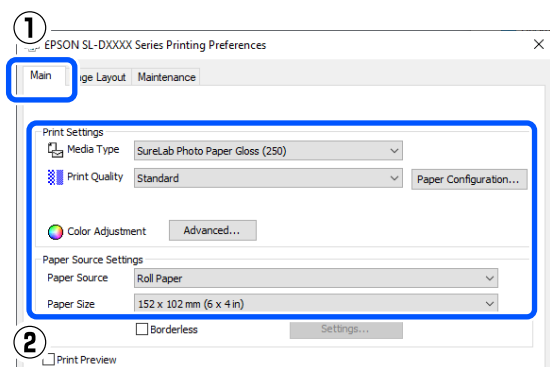 1
EPSON SL-DXXXX Series Printing Preferences
Main age Layout Maintenance
Print Settings
Media Type SureLab Photo Paper Gloss (250)
Print Quality Standard Paper Configuration...
Color Adjustment Advanced...
Paper Source Settings
Paper Source Roll Paper
Paper Size 152 x 102 mm (6 x 4 in)
Borderless Settings...
2
Print Preview